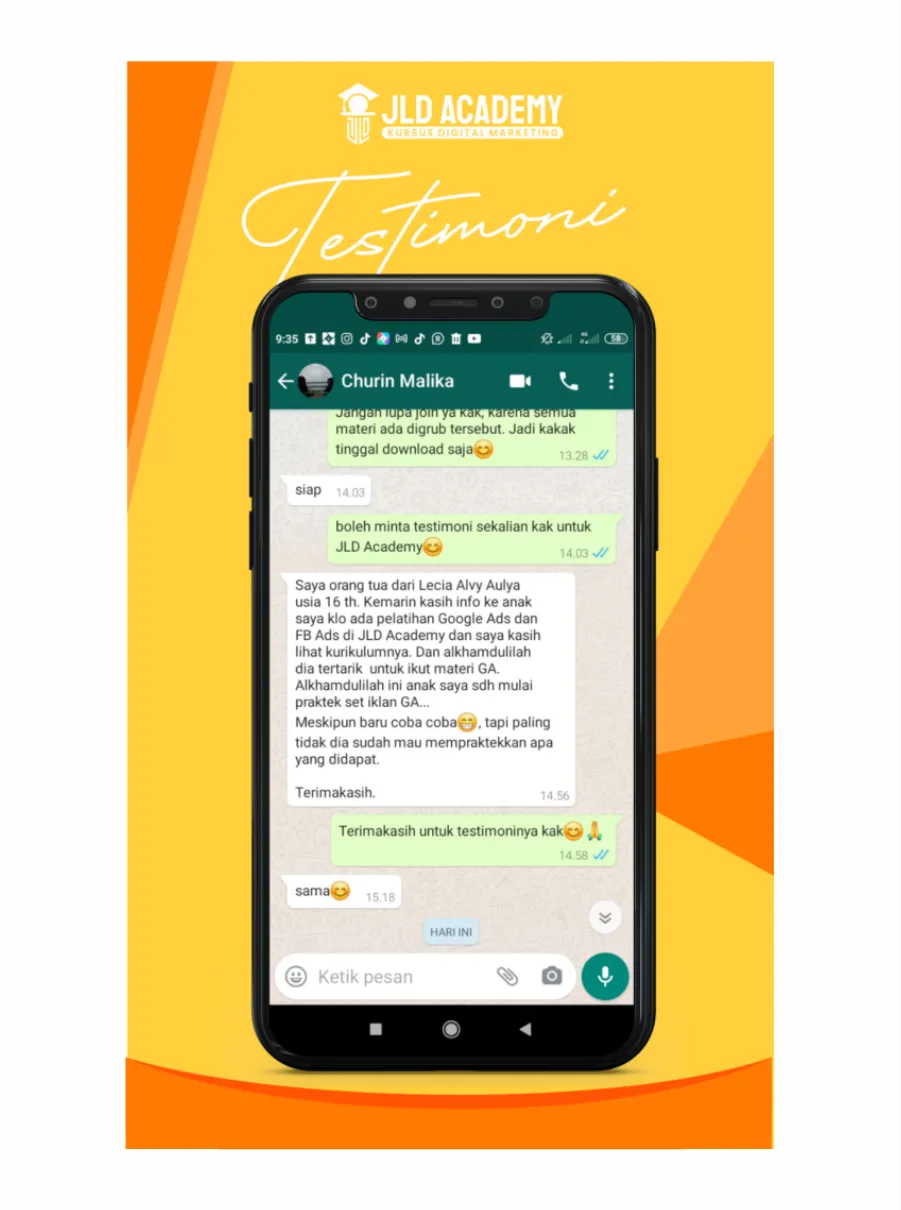 JLD ACADEMY
KURSUS DIGITAL MARKETING
Testimoni
9:35
58
Churin Malika
Jangan lupa join ya kak, karena semua
materi ada digrub tersebut. Jadi kakak
tinggal download saja😊
13.28
siap 14.03
boleh minta testimoni sekalian kak untuk
JLD Academy😊
14.03
Saya orang tua dari Lecia Alvy Aulya
usia 16 th. Kemarin kasih info ke anak
saya klo ada pelatihan Google Ads dan
FB Ads di JLD Academy dan saya kasih
lihat kurikulumnya. Dan alkhamdulilah
dia tertarik untuk ikut materi GA.
Alkhamdulilah ini anak saya sdh mulai
praktek set iklan GA...
Meskipun baru coba coba😁, tapi paling
tidak dia sudah mau mempraktekkan apa
yang didapat.
Terimakasih.
14.56
Terimakasih untuk testimoninya kak😊🙏
14.58
sama😊 15.18
HARI INI
Ketik pesan